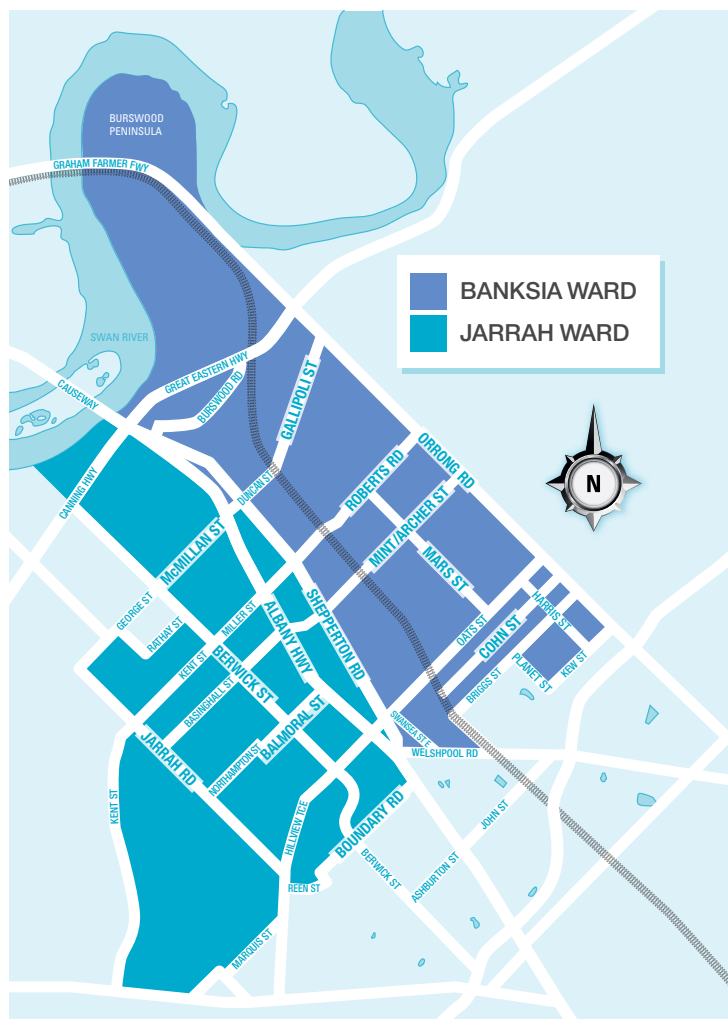 BURSWOOD
PENINSULA
GRAHAM FARMER FWY
BANKSIA WARD
JARRAH WARD
SWAN RIVER
CAUSEWAY
GREAT EASTERN HWY
BURSWOOD RD
GALLIPOLI ST
CANNING HWY
DUNCAN ST
ROBERTS RD
ORRONG RD
N
MCMILLAN ST
MINT/ARCHER ST
MARS ST
GEORGE ST
RATHAY ST
MILLER ST
ALBANY HWY
SHEPPERTON RD
OATS ST
COHN ST
HARRIS ST
KENT ST
BERWICK ST
BASINGHALL ST
BALMORAL ST
BRIGGS ST
PLANET ST
KEW ST
JARRAH RD
NORTHAMPTON ST
SWANSEA ST E
WELSHPOOL RD
KENT ST
HILLVIEW TCE
BOUNDARY RD
JOHN ST
BERWICK ST
ASHBURTON ST
REEN ST
MARQUIS ST